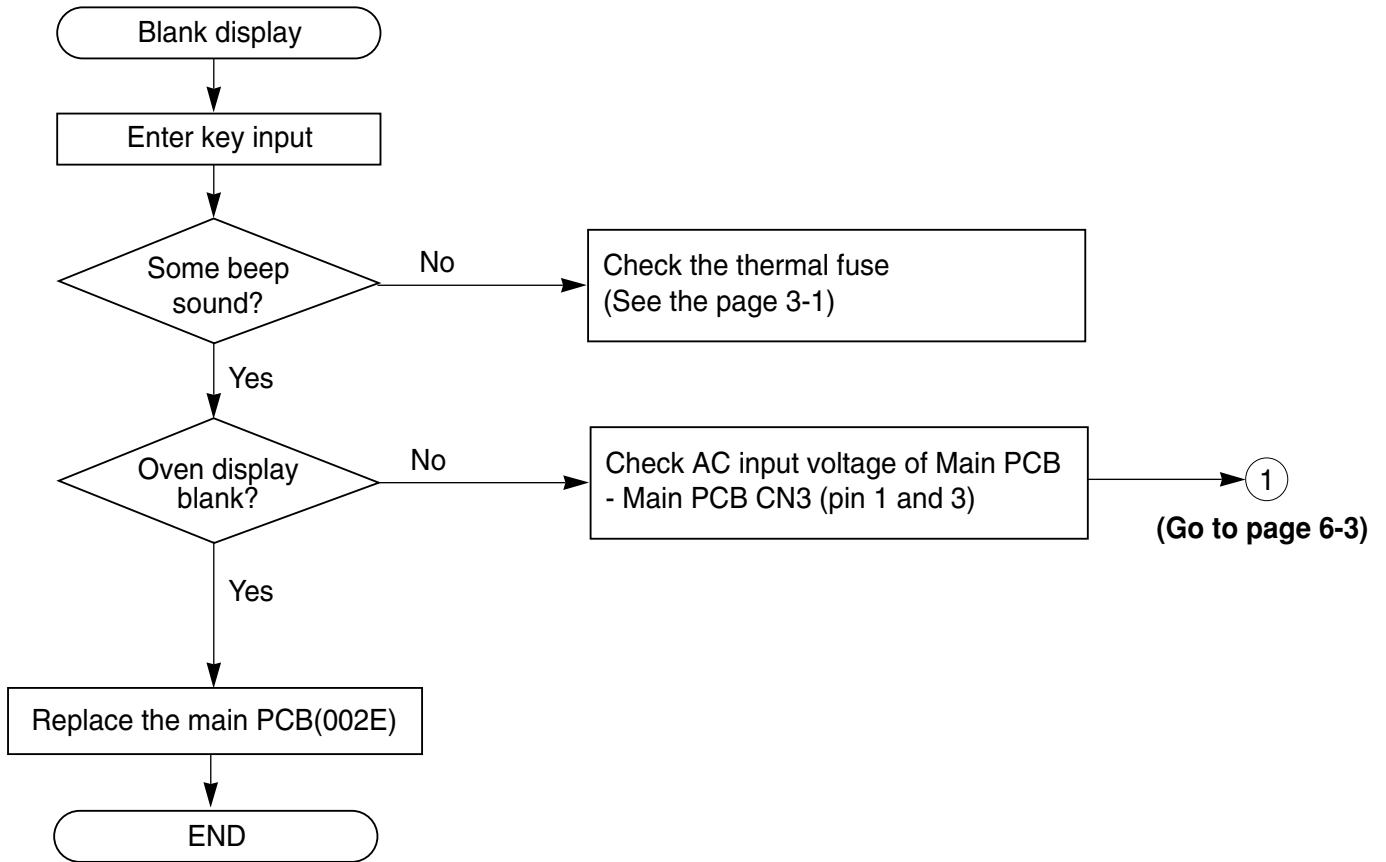 Blank display
Enter key input
Some beep
sound?
No
Check the thermal fuse
(See the page 3-1)
Yes
Oven display
blank?
No
Check AC input voltage of Main PCB
- Main PCB CN3 (pin 1 and 3)
1
(Go to page 6-3)
Yes
Replace the main PCB(002E)
END